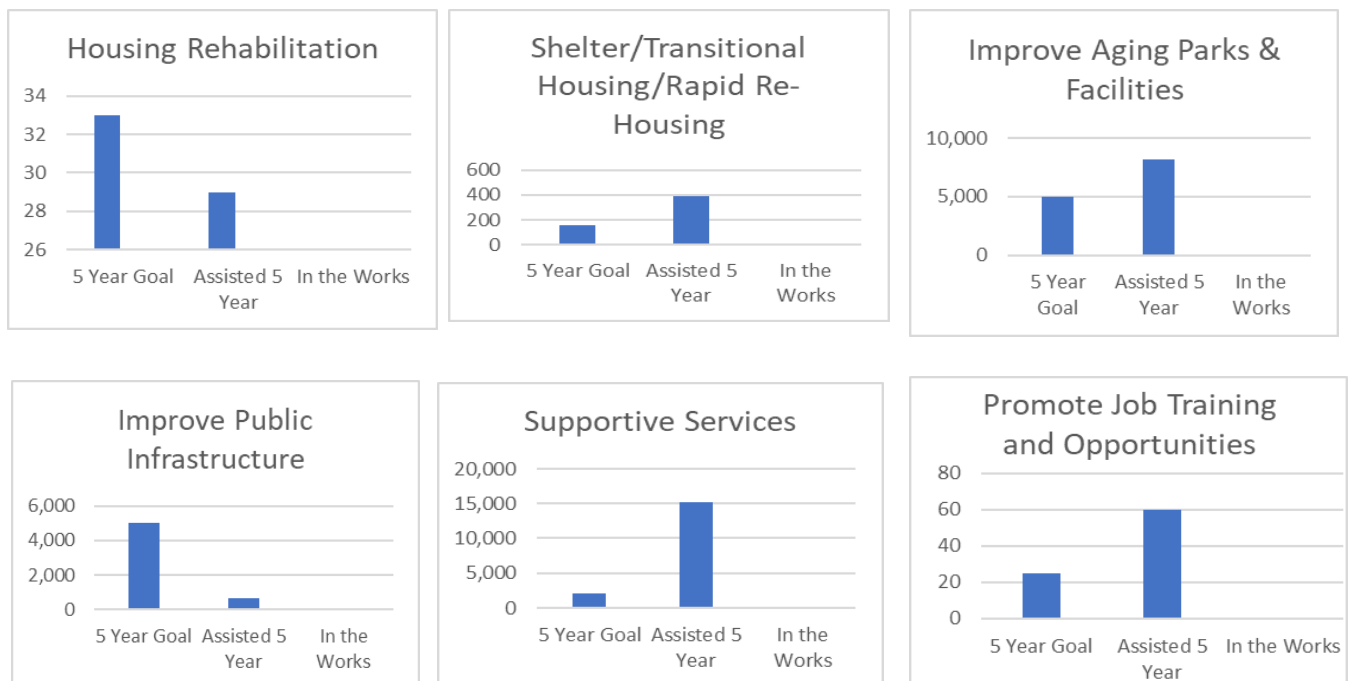 Housing Rehabilitation
34
32
30
28
26
5 Year Goal
Assisted 5
Year
In the Works
Shelter/Transitional
Housing/Rapid Re-
Housing
600
400
200
0
5 Year Goal
Assisted 5
Year
In the
Works
Improve Aging Parks &
Facilities
10,000
5,000
0
5 Year
Goal
Assisted 5
Year
In the
Works
Improve Public
Infrastructure
6,000
4,000
2,000
0
5 Year Goal
Assisted 5
Year
In the
Works
Supportive Services
20,000
15,000
10,000
5,000
0
5 Year Goal
Assisted 5
Year
In the
Works
Promote Job Training
and Opportunities
80
60
40
20
0
5 Year Goal
Assisted 5
Year
In the Works